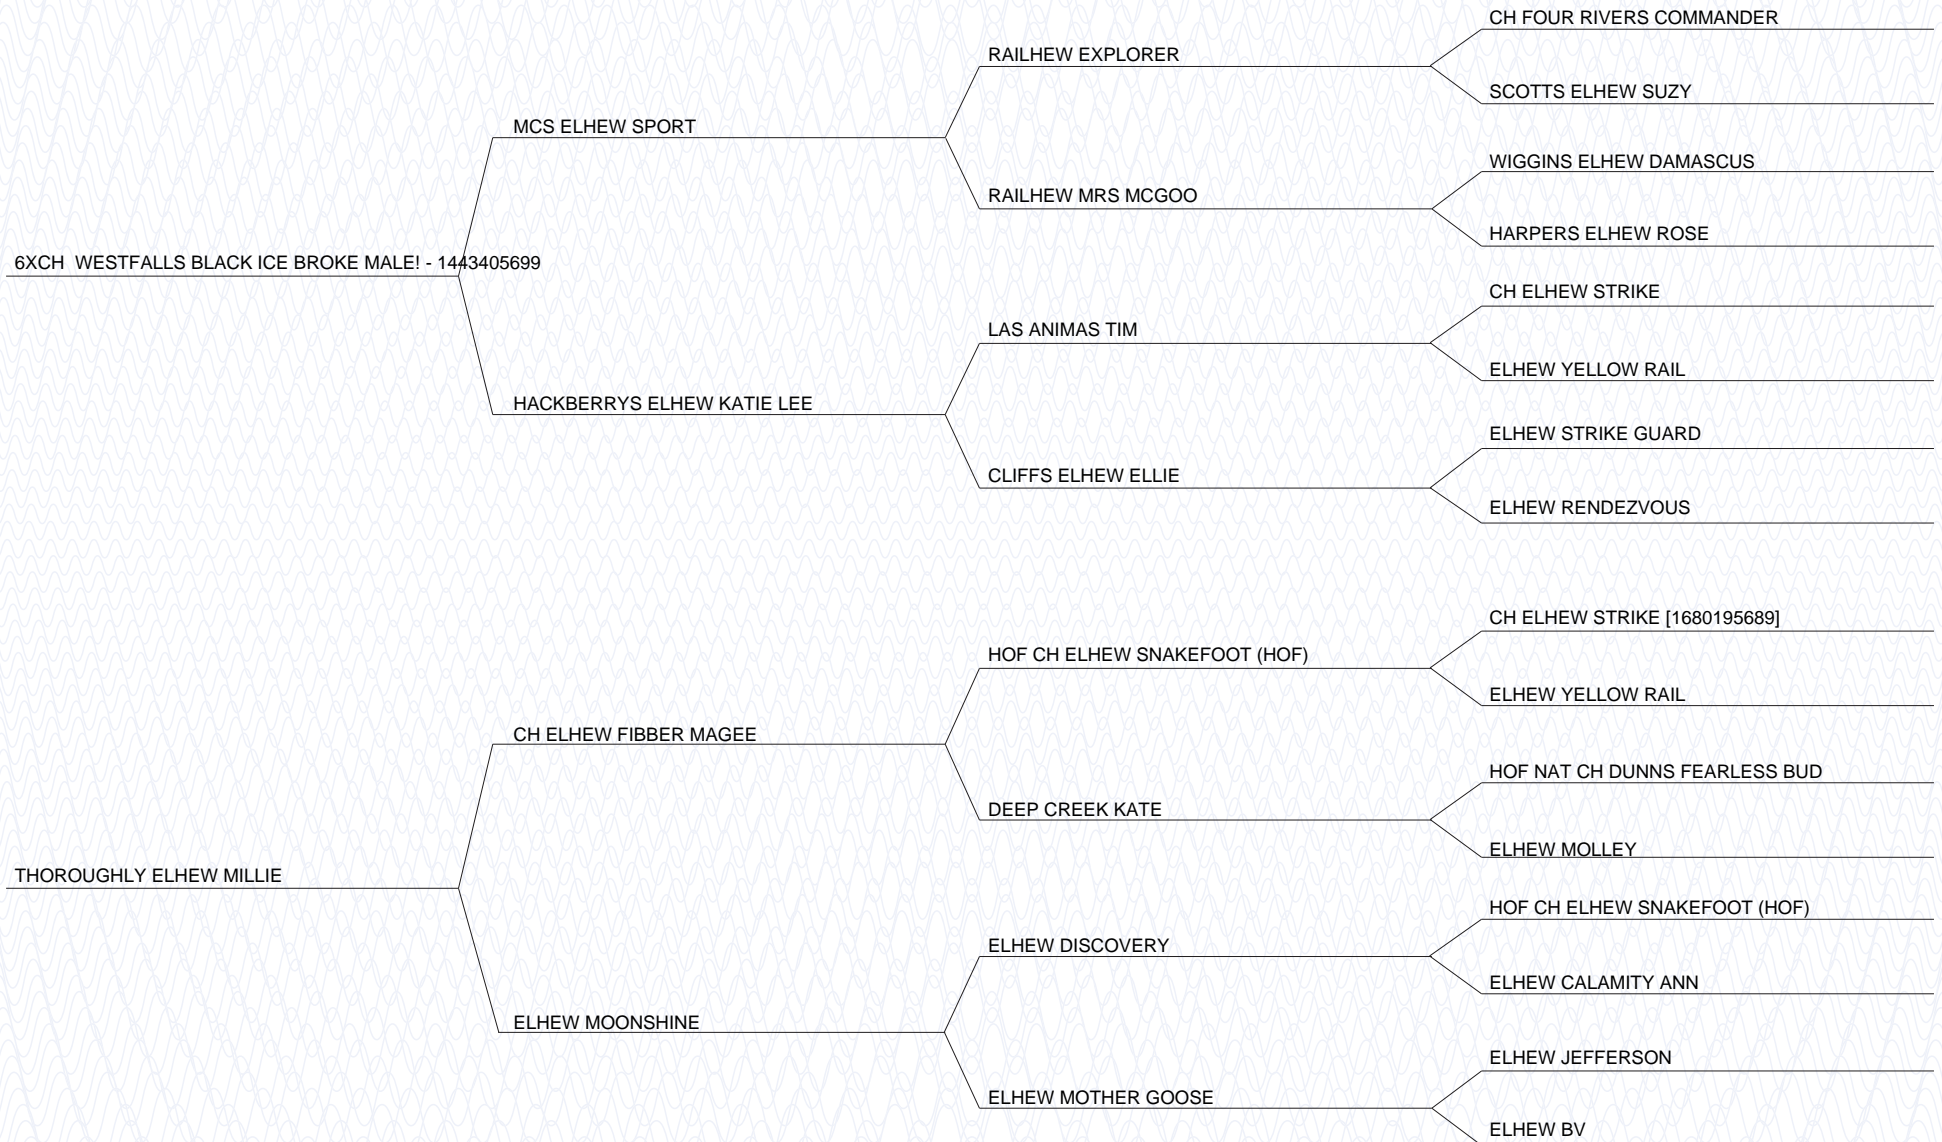 CH FOUR RIVERS COMMANDER
RAILHEW EXPLORER
SCOTTS ELHEW SUZY
MCS ELHEW SPORT
WIGGINS ELHEW DAMASCUS
RAILHEW MRS MCGOO
HARPERS ELHEW ROSE
6XCH  WESTFALLS BLACK ICE BROKE MALE! - 1443405699
CH ELHEW STRIKE
LAS ANIMAS TIM
ELHEW YELLOW RAIL
HACKBERRYS ELHEW KATIE LEE
ELHEW STRIKE GUARD
CLIFFS ELHEW ELLIE
ELHEW RENDEZVOUS
CH ELHEW STRIKE [1680195689]
HOF CH ELHEW SNAKEFOOT (HOF)
ELHEW YELLOW RAIL
CH ELHEW FIBBER MAGEE
HOF NAT CH DUNNS FEARLESS BUD
DEEP CREEK KATE
ELHEW MOLLEY
THOROUGHLY ELHEW MILLIE
HOF CH ELHEW SNAKEFOOT (HOF)
ELHEW DISCOVERY
ELHEW CALAMITY ANN
ELHEW MOONSHINE
ELHEW JEFFERSON
ELHEW MOTHER GOOSE
ELHEW BV